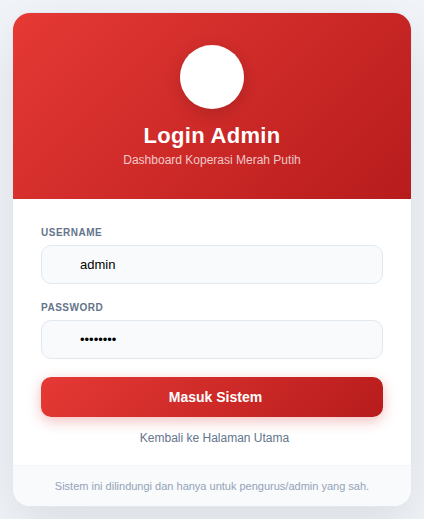 Login Admin
Dashboard Koperasi Merah Putih
USERNAME
admin
PASSWORD
••••••••
Masuk Sistem
Kembali ke Halaman Utama
Sistem ini dilindungi dan hanya untuk pengurus/admin yang sah.